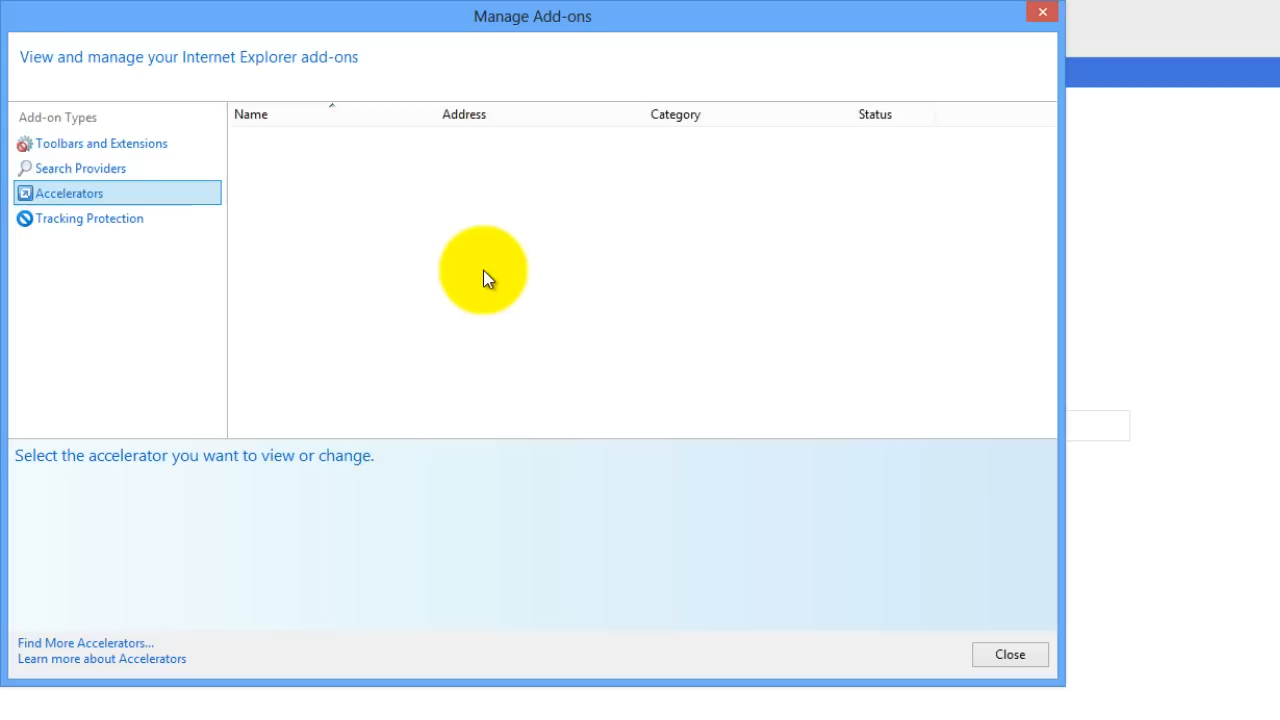 Manage Add-ons
View and manage your Internet Explorer add-ons
Add-on Types
Toolbars and Extensions
Search Providers
Accelerators
Tracking Protection
Name Address Category Status
Select the accelerator you want to view or change.
Find More Accelerators...
Learn more about Accelerators
Close